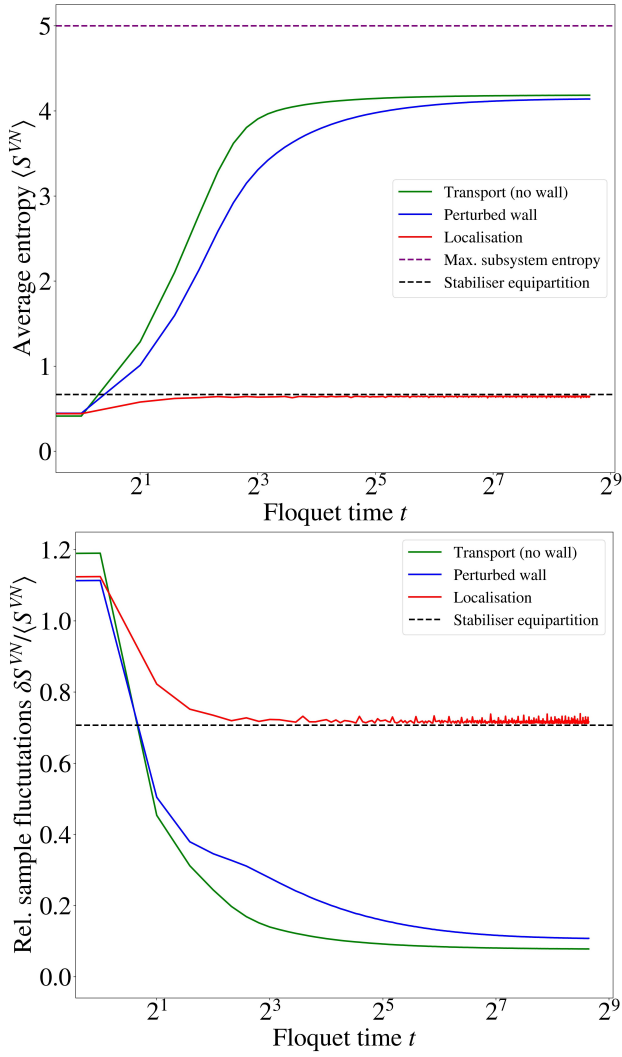 5
4
3
2
1
0
Average entropy ⟨S^{VN}⟩
Transport (no wall)
Perturbed wall
Localisation
Max. subsystem entropy
Stabiliser equipartition
2^1 2^3 2^5 2^7 2^9
Floquet time t
1.2
1.0
0.8
0.6
0.4
0.2
0.0
Rel. sample fluctutations δS^{VN}/⟨S^{VN}⟩
Transport (no wall)
Perturbed wall
Localisation
Stabiliser equipartition
2^1 2^3 2^5 2^7 2^9
Floquet time t